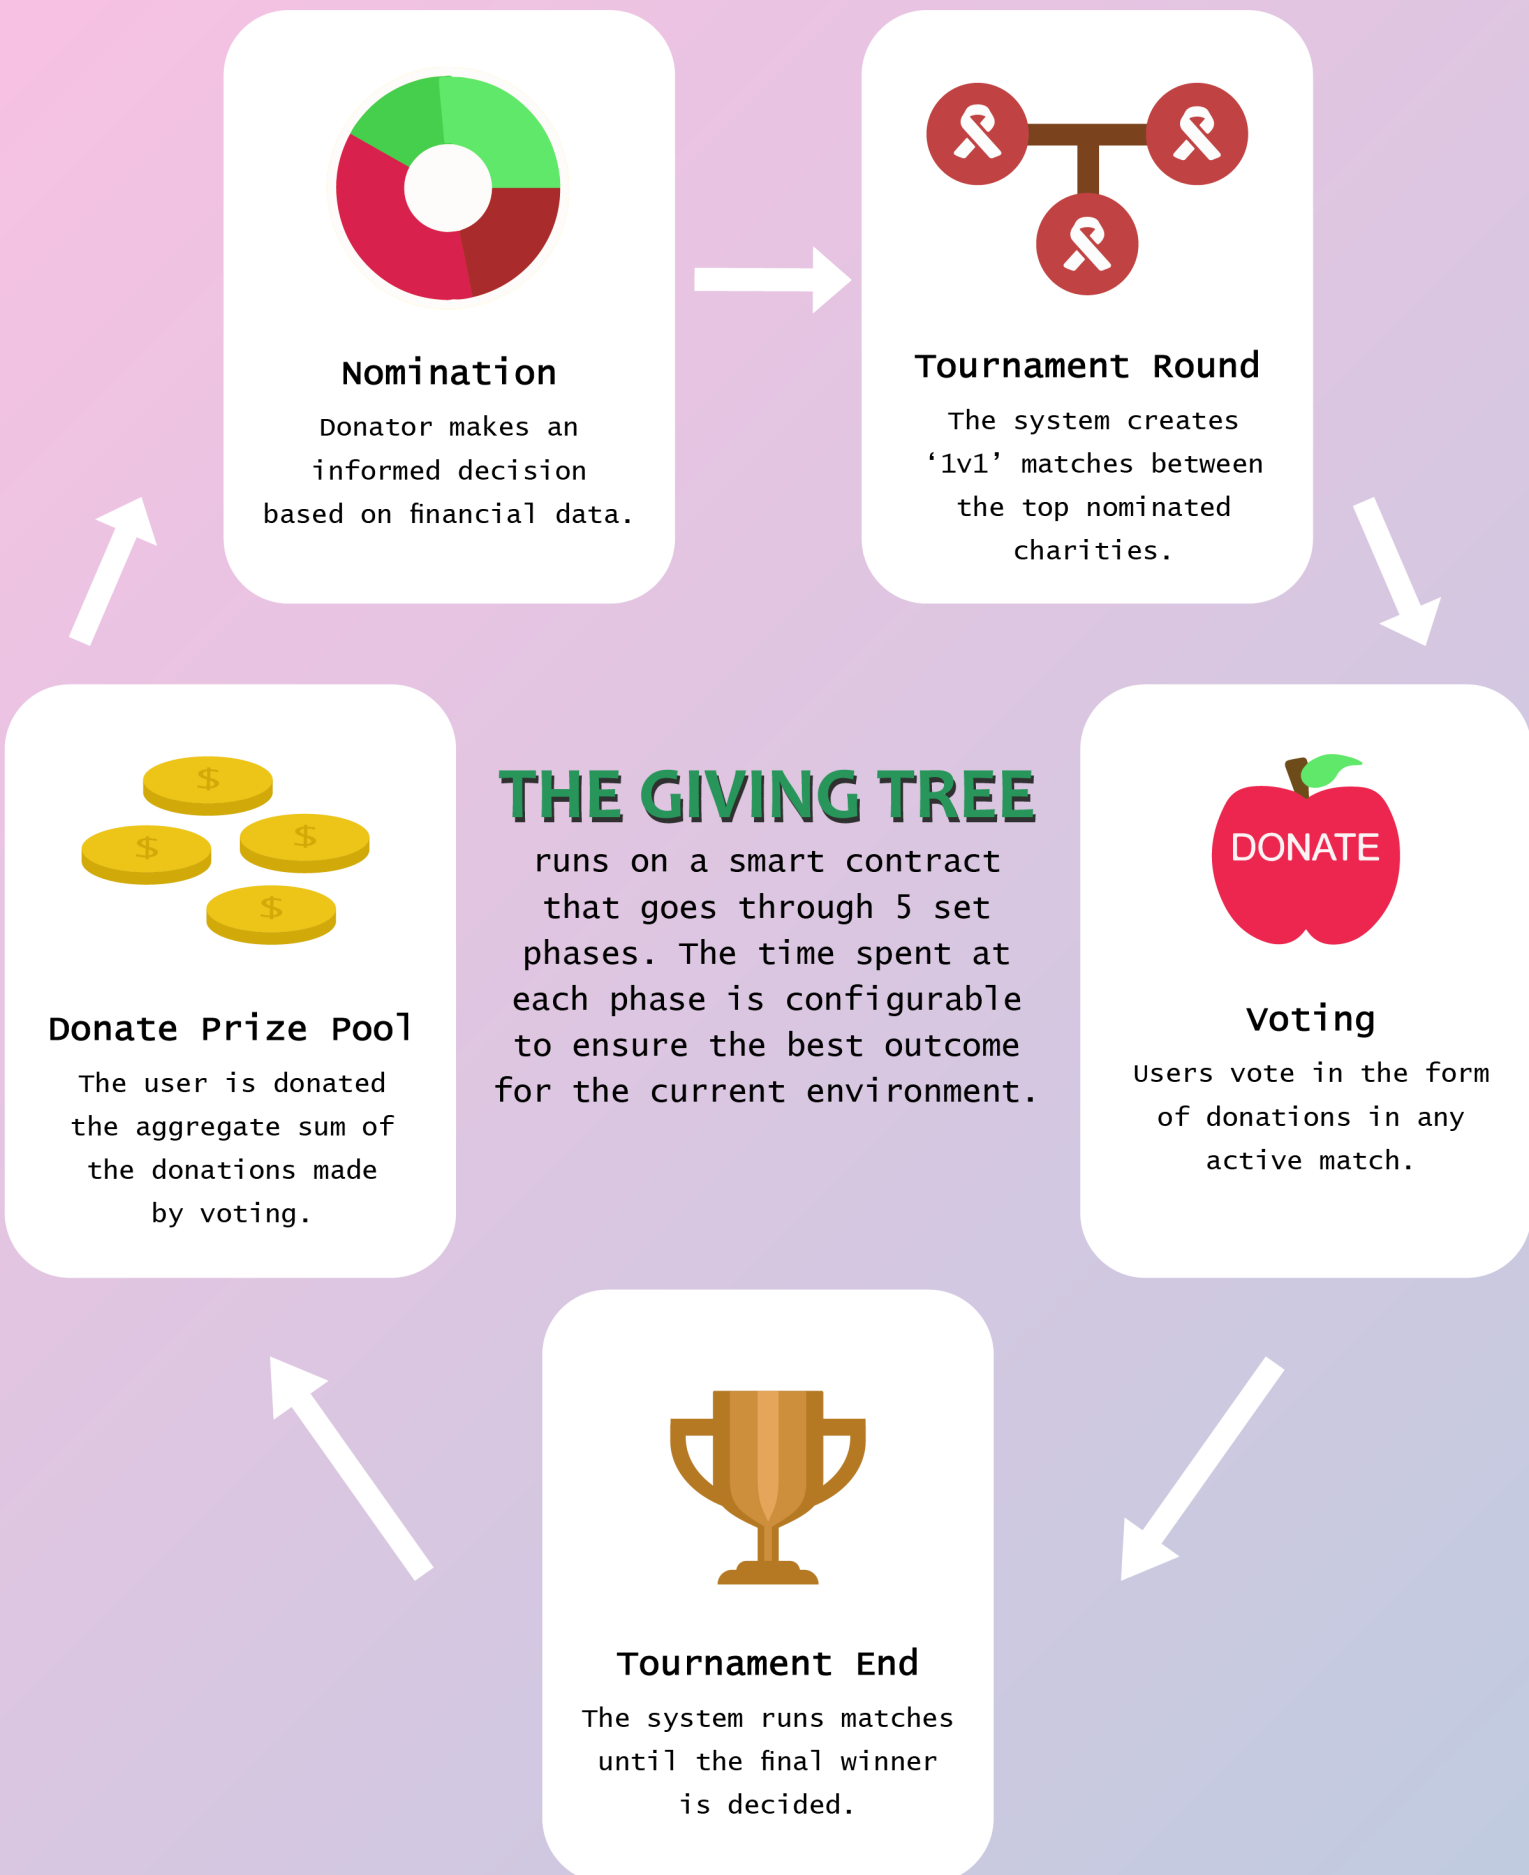 Nomination
Donator makes an
informed decision
based on financial data.
Tournament Round
The system creates
‘1v1’ matches between
the top nominated
charities.
$
$
$
$
Donate Prize Pool
The user is donated
the aggregate sum of
the donations made
by voting.
THE GIVING TREE
runs on a smart contract
that goes through 5 set
phases. The time spent at
each phase is configurable
to ensure the best outcome
for the current environment.
DONATE
Voting
Users vote in the form
of donations in any
active match.
Tournament End
The system runs matches
until the final winner
is decided.